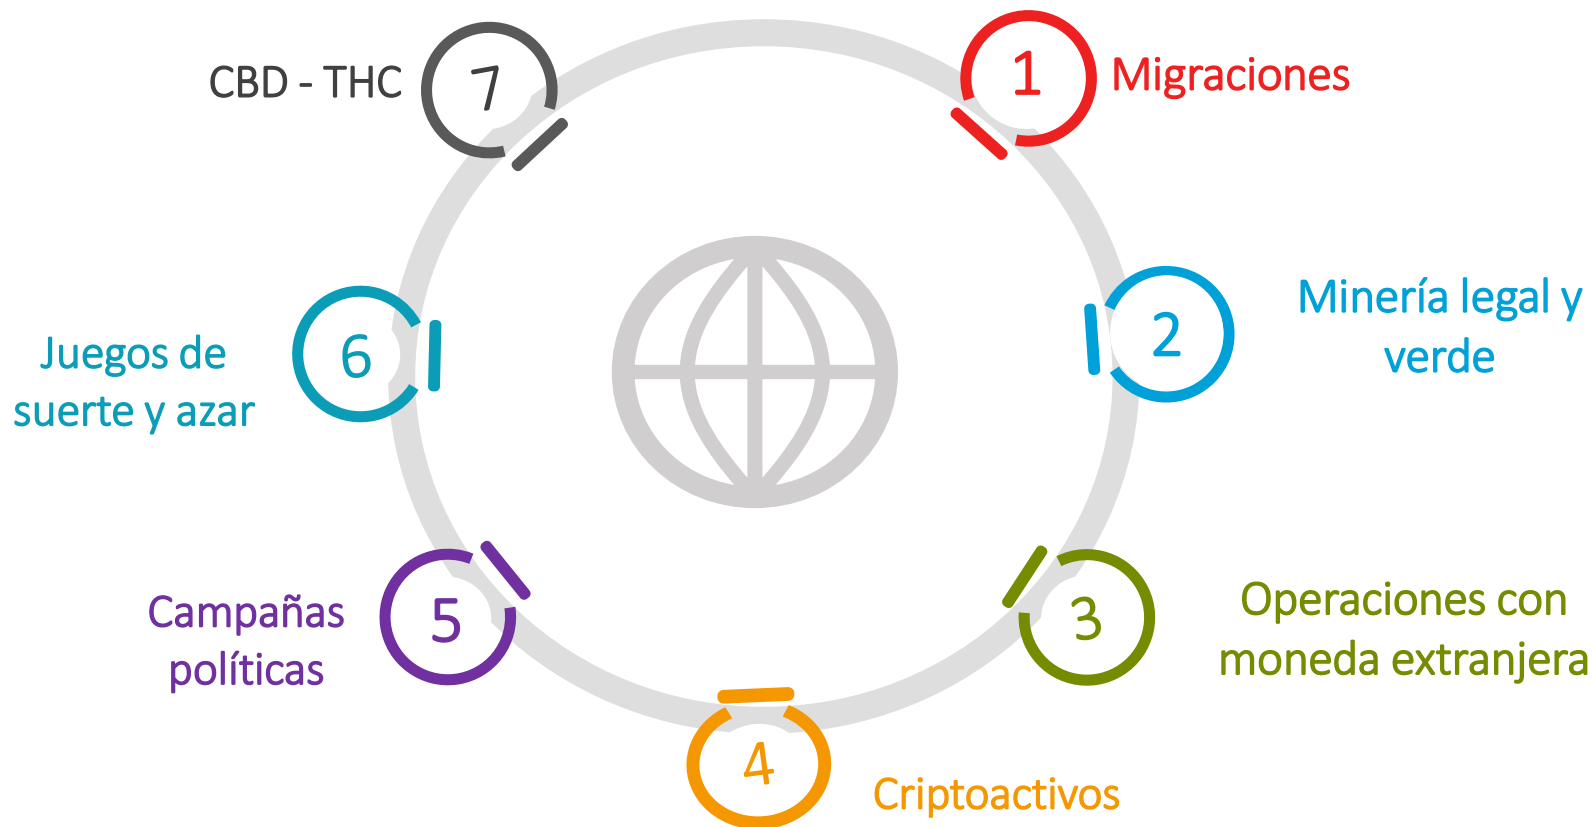 1
Migraciones
2
Minería legal y
verde
3
Operaciones con
moneda extranjera
4
Criptoactivos
5
Campañas
políticas
6
Juegos de
suerte y azar
7
CBD - THC